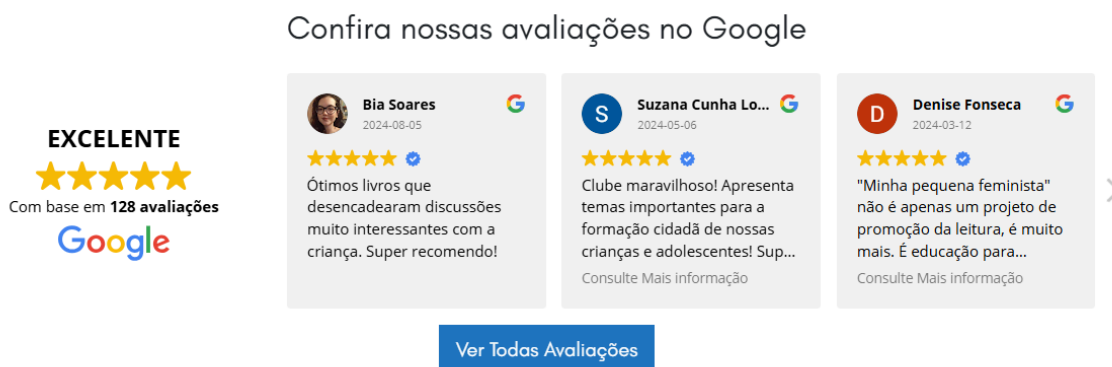 Confira nossas avaliações no Google
EXCELENTE
Com base em 128 avaliações
Google
Bia Soares
2024-08-05
Ótimos livros que
desencadearam discussões
muito interessantes com a
criança. Super recomendo!
S
Suzana Cunha Lo...
2024-05-06
Clube maravilhoso! Apresenta
temas importantes para a
formação cidadã de nossas
crianças e adolescentes! Sup...
Consulte Mais informação
D
Denise Fonseca
2024-03-12
"Minha pequena feminista"
não é apenas um projeto de
promoção da leitura, é muito
mais. É educação para...
Consulte Mais informação
Ver Todas Avaliações